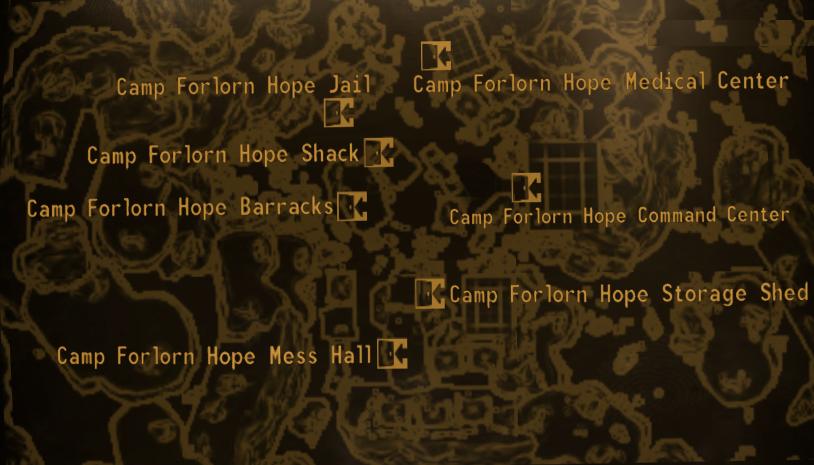 Camp Forlorn Hope Jail
Camp Forlorn Hope Medical Center
Camp Forlorn Hope Shack
Camp Forlorn Hope Barracks
Camp Forlorn Hope Command Center
Camp Forlorn Hope Storage Shed
Camp Forlorn Hope Mess Hall